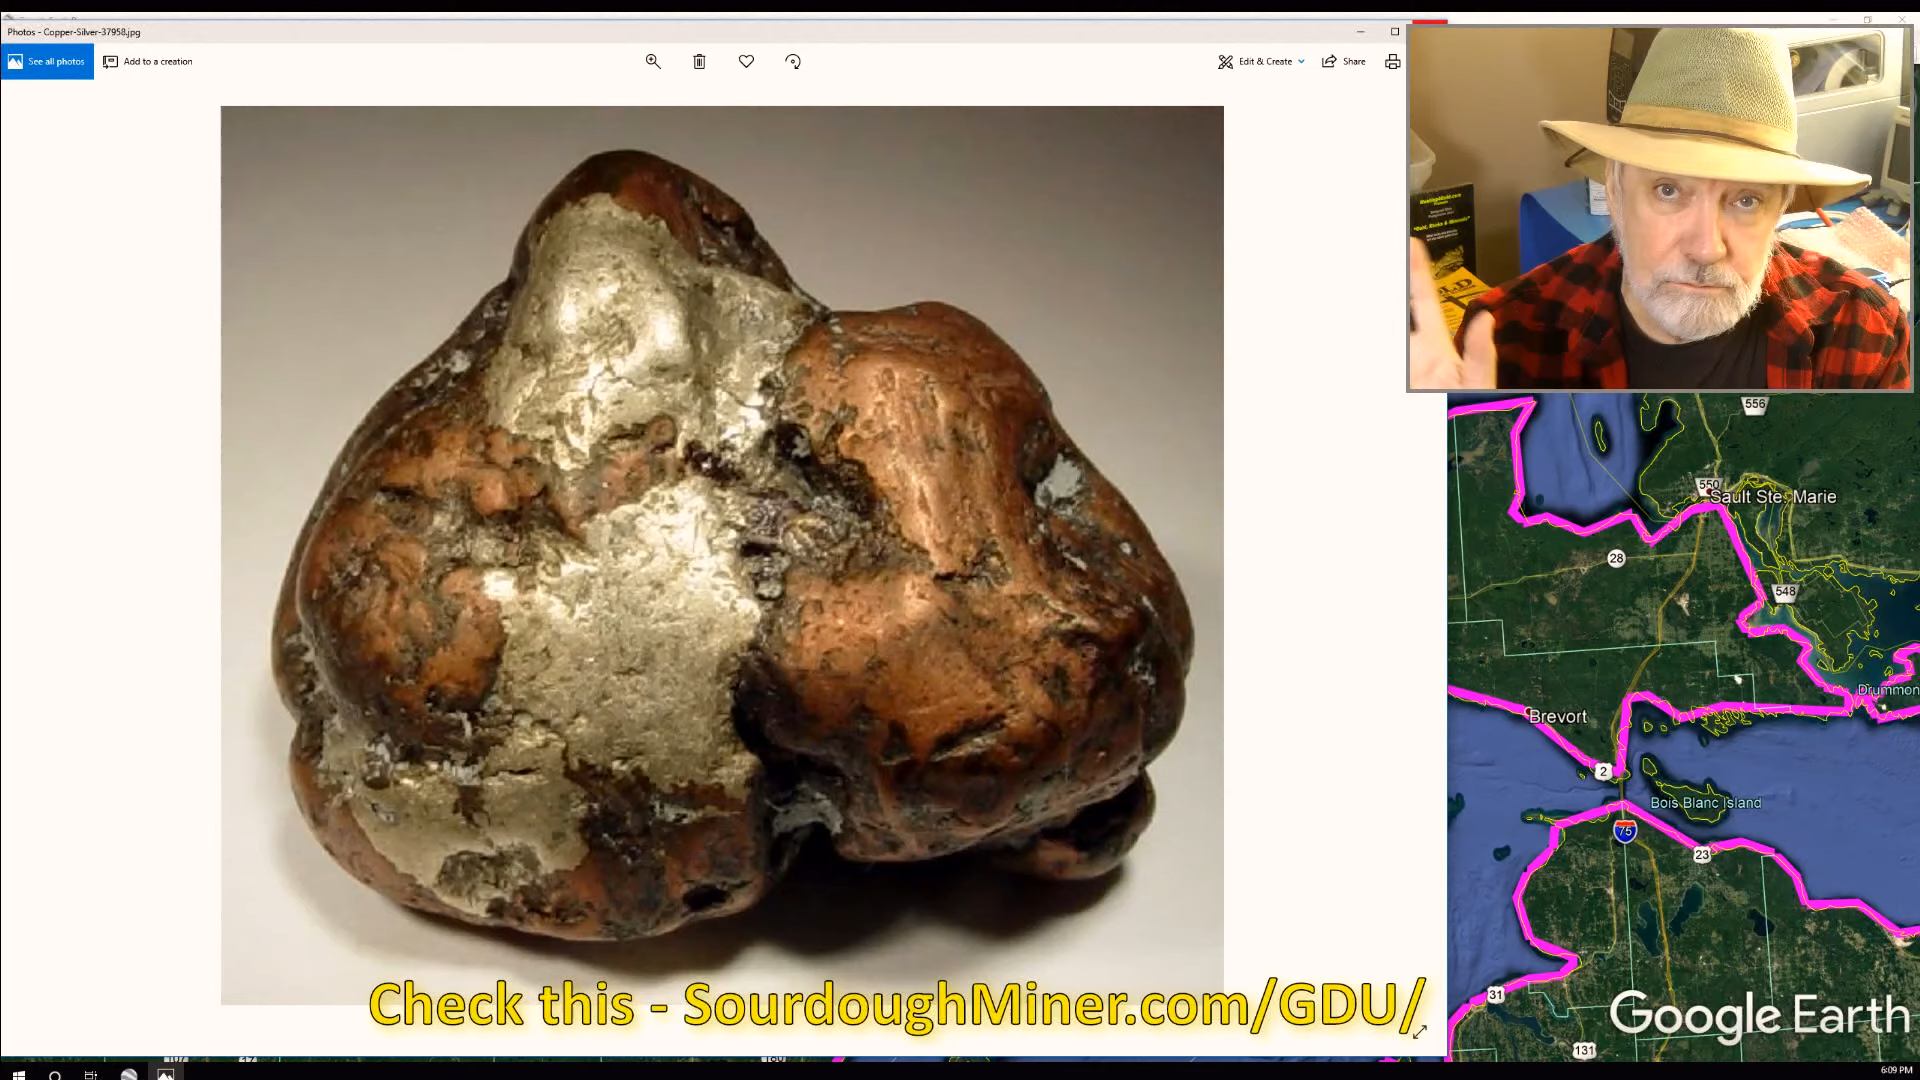 Photos - Copper-Silver-37958.jpg
See all photos
Add to a creation
Edit & Create
Share
GOLD
556
550
Sault Ste. Marie
28
548
Drummon
Brevort
2
Bois Blanc Island
75
23
31
131
Check this - SourdoughMiner.com/GDU/
Google Earth
6:09 PM